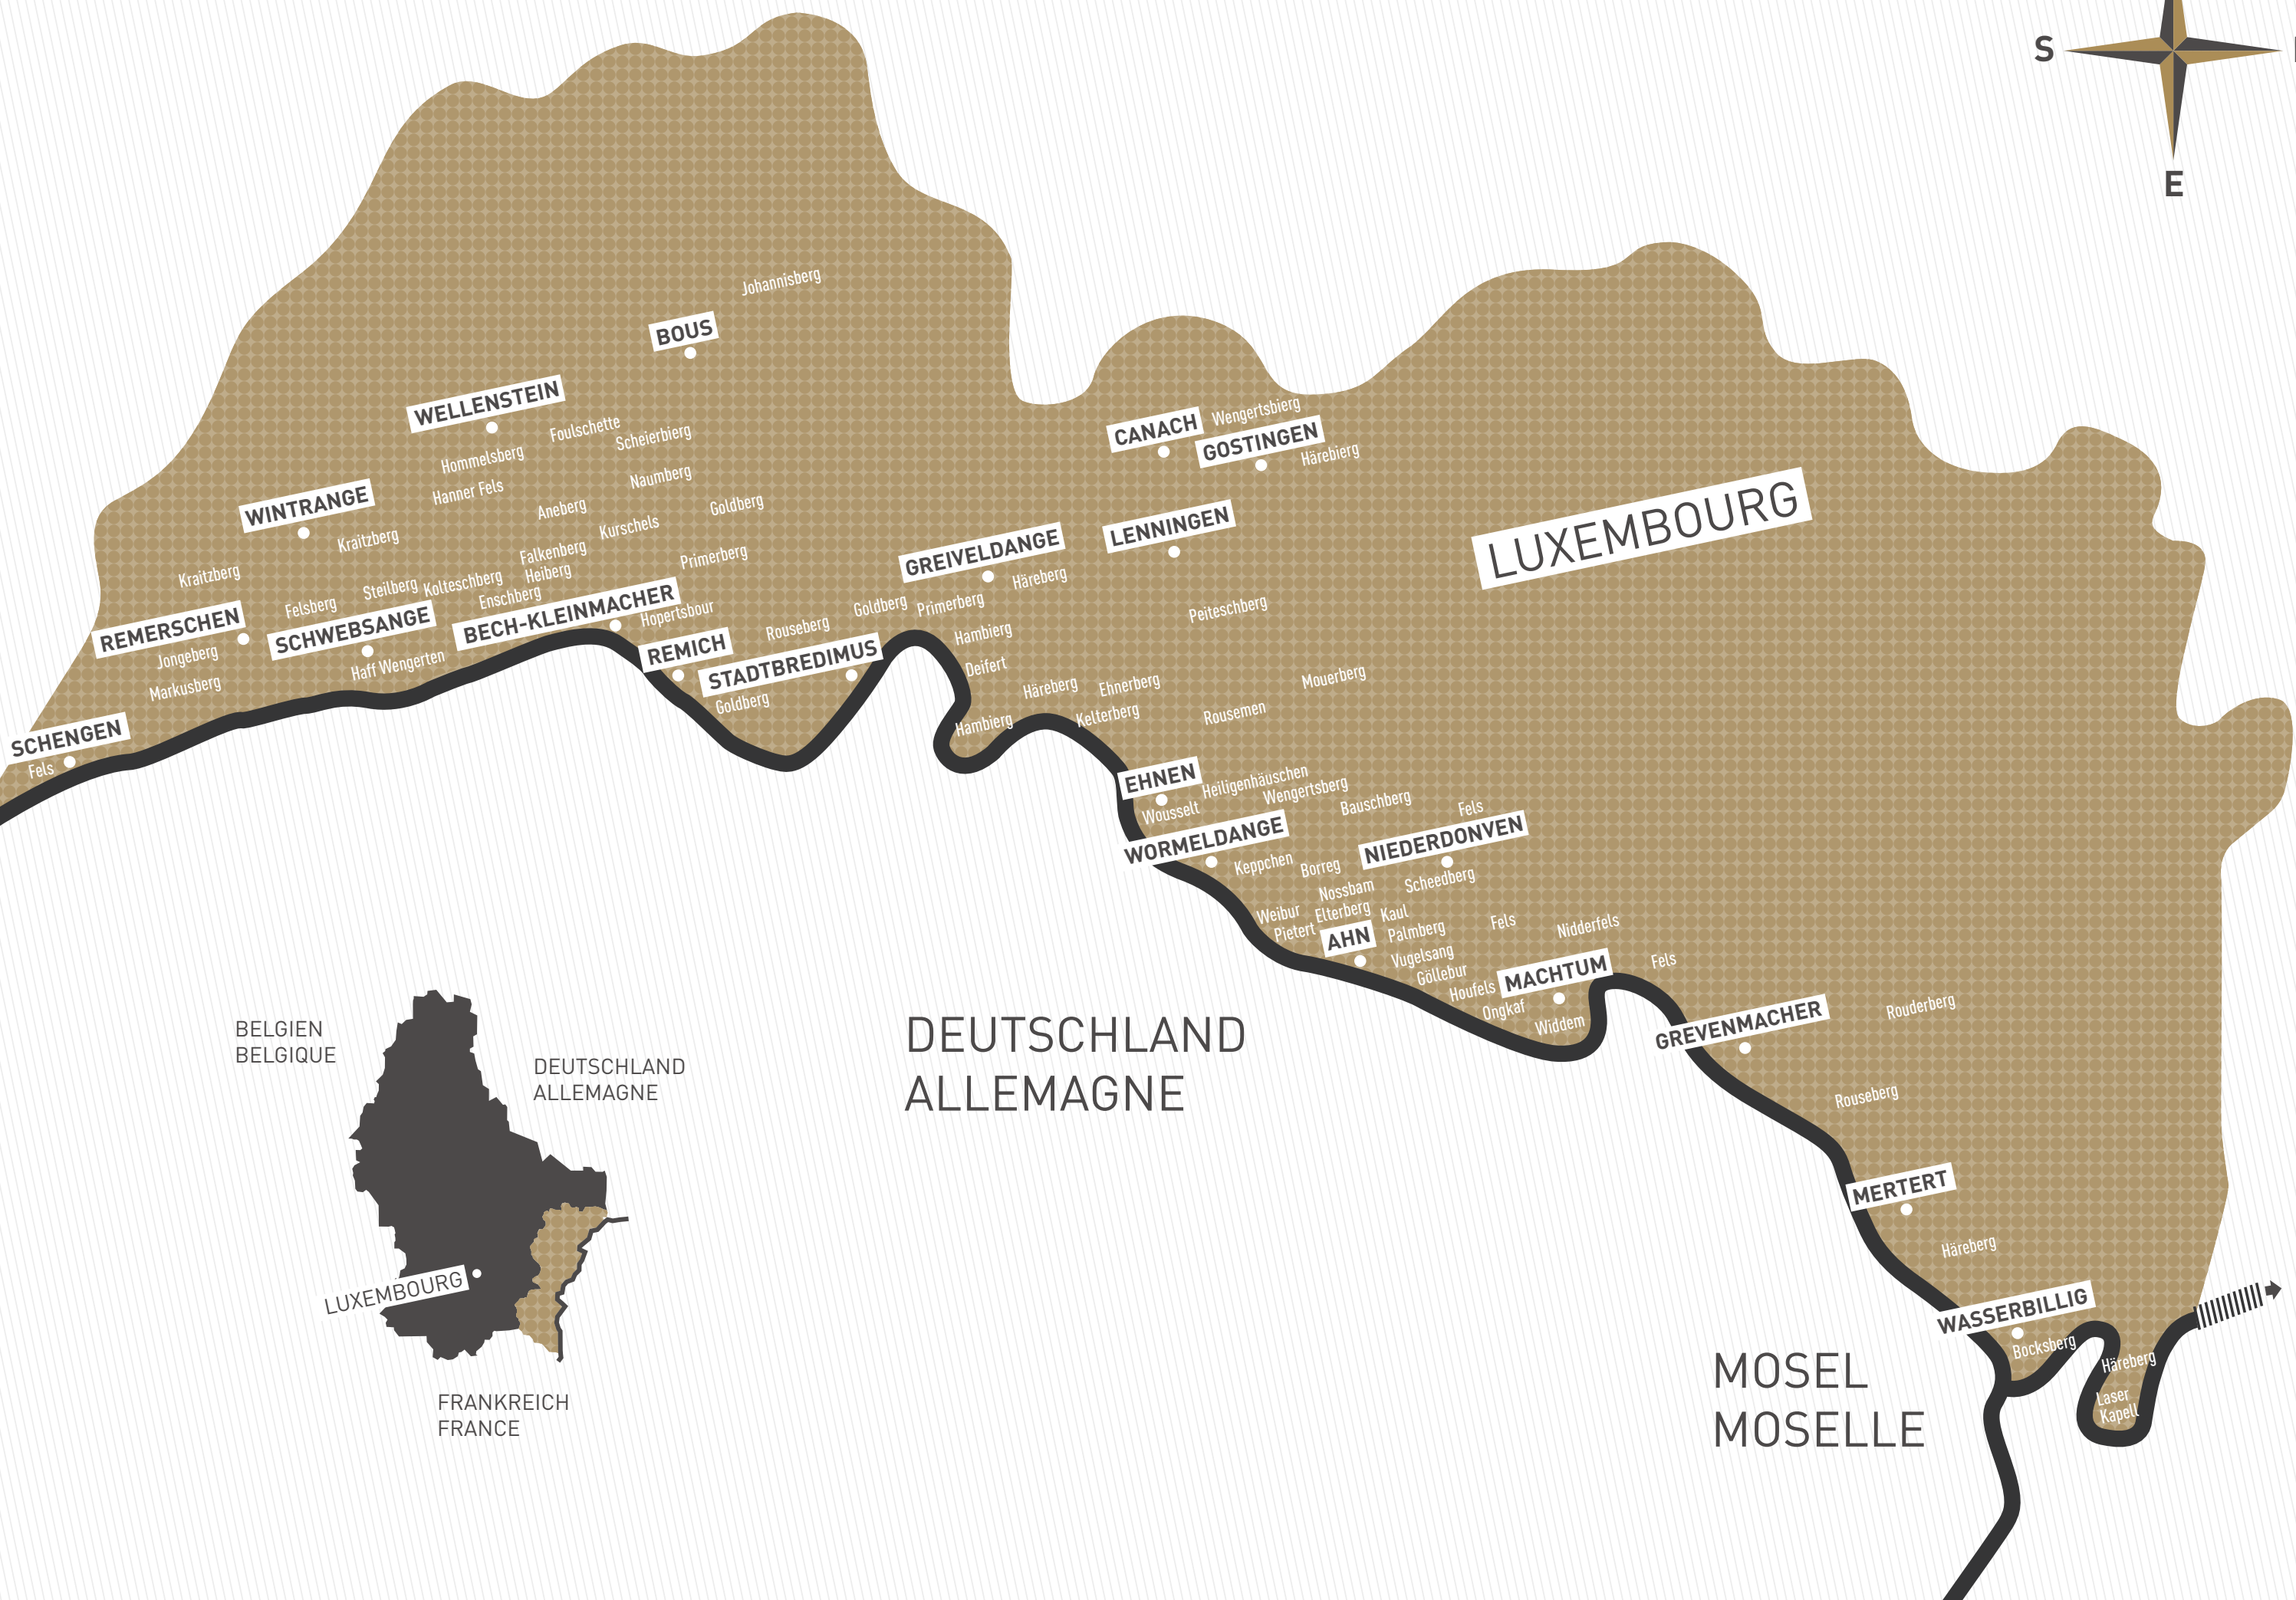 S
E
Johannisberg
BOUS
WELLENSTEIN
Foulschette
Scheierbierg
Hommelsberg
Hanner Fels
Naumberg
Aneberg
Goldberg
Kurschels
WINTRANGE
Kraitzberg
Falkenberg
Heiberg
Primerberg
Kraitzberg
Steilberg
Kolteschberg
Enschberg
Felsberg
REMERSCHEN
SCHWEBSANGE
BECH-KLEINMACHER
Hopertsbour
Jongeberg
Haff Wengerten
Markusberg
REMICH
Rouseberg
STADTBREDIMUS
Goldberg
SCHENGEN
Fels
CANACH
Wengertsbierg
GOSTINGEN
Härebierg
LENNINGEN
GREIVELDANGE
Häreberg
Goldberg
Primerberg
Hambierg
Deifert
Peiteschberg
LUXEMBOURG
Häreberg
Ehnerberg
Mouerberg
Hambierg
Kelterberg
Rousemen
EHNEN
Heiligenhäuschen
Wengertsberg
Wousselt
Bauschberg
Fels
WORMELDANGE
NIEDERDONVEN
Keppchen
Borreg
Nossbam
Scheedberg
Weibur
Elterberg
Kaul
Pietert
AHN
Palmberg
Fels
Nidderfels
Vugelsang
Göllebur
Houfels
MACHTUM
Fels
Ongkaf
Widdem
GREVENMACHER
Rouderberg
Rouseberg
MERTERT
Häreberg
WASSERBILLIG
Bocksberg
Häreberg
Laser
Kapell
DEUTSCHLAND
ALLEMAGNE
MOSEL
MOSELLE
BELGIEN
BELGIQUE
DEUTSCHLAND
ALLEMAGNE
LUXEMBOURG
FRANKREICH
FRANCE